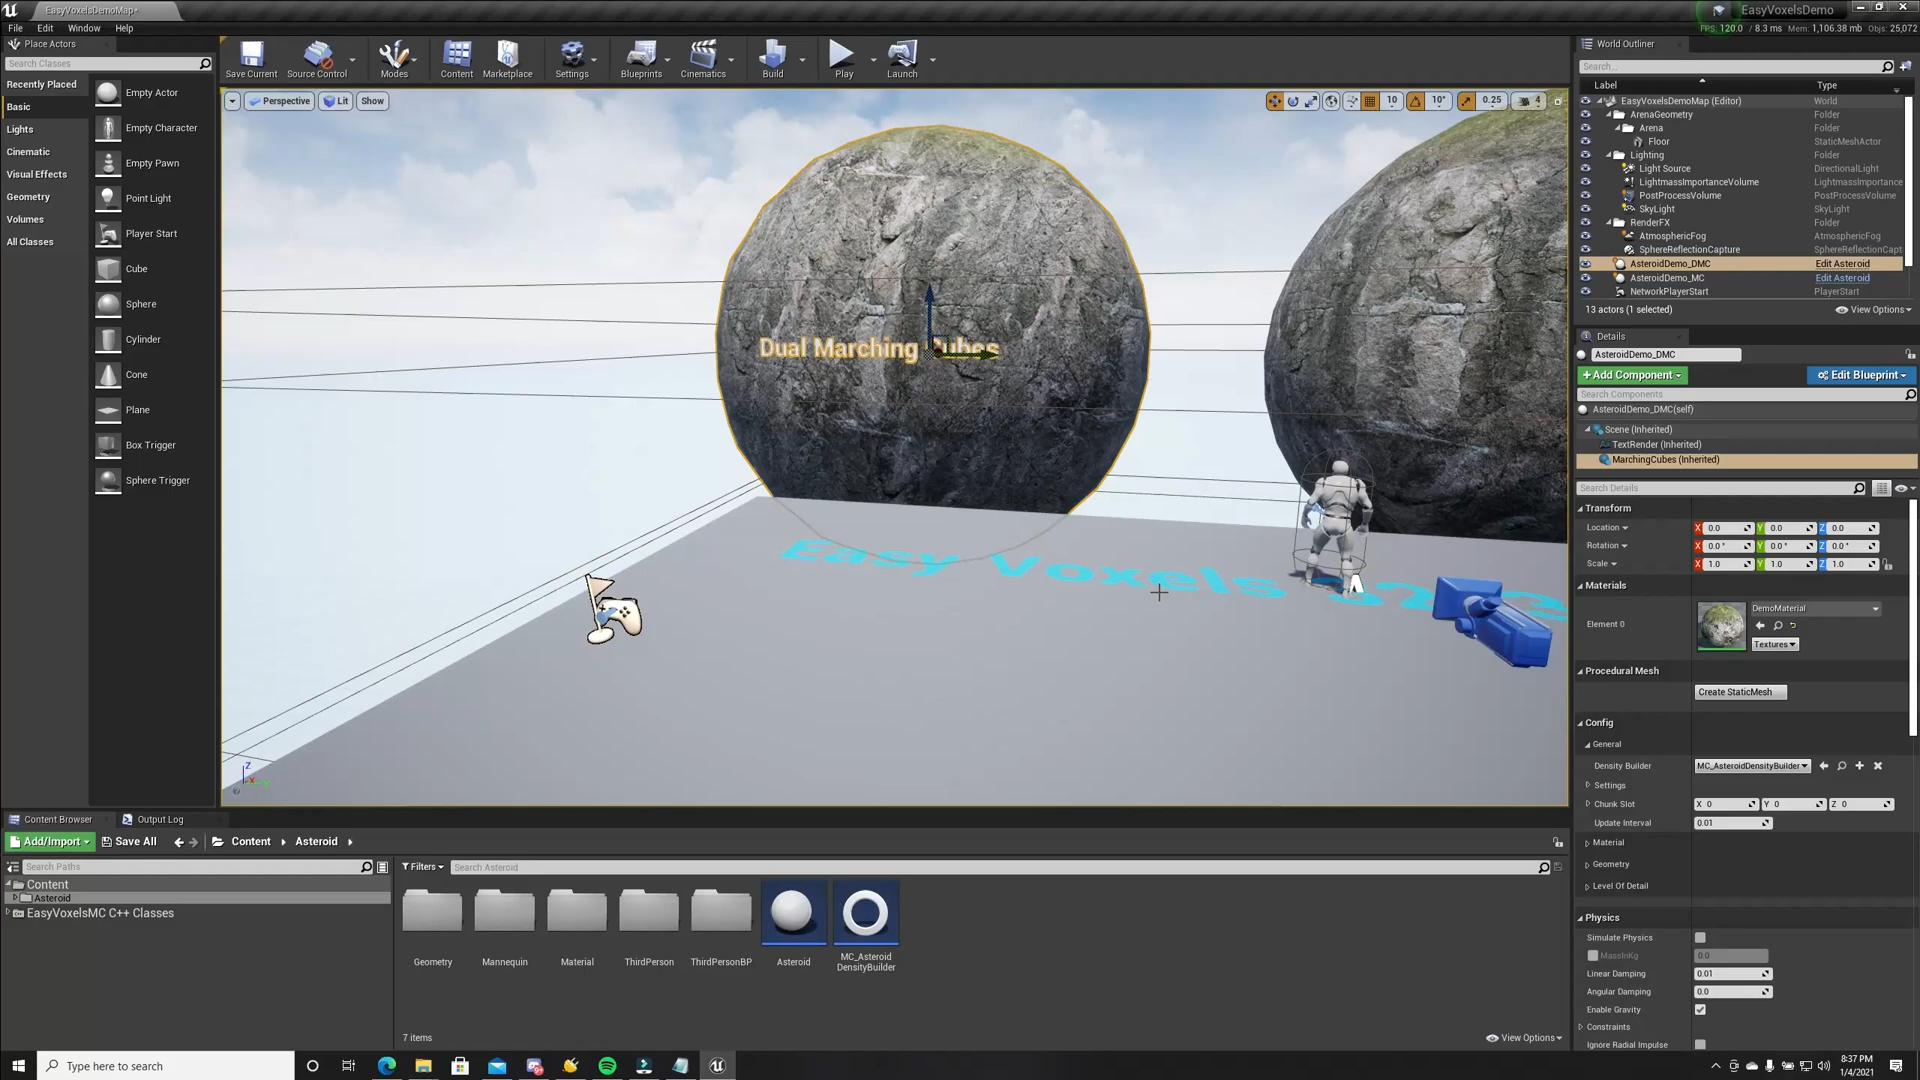 EasyVoxelsDemoMap*
EasyVoxelsDemo
File Edit Window Help
FPS: 120.0 / 8.3 ms Mem: 1,106.38 mb Objs: 25,072
Place Actors
Search Classes
Recently Placed
Basic
Lights
Cinematic
Visual Effects
Geometry
Volumes
All Classes
Empty Actor
Empty Character
Empty Pawn
Point Light
Player Start
Cube
Sphere
Cylinder
Cone
Plane
Box Trigger
Sphere Trigger
Save Current Source Control Modes Content Marketplace Settings Blueprints Cinematics Build Play Launch
Perspective Lit Show
10 10° 0.25 4
Dual Marching Cubes
Easy Voxels
World Outliner
Search...
Label Type
EasyVoxelsDemoMap (Editor) World
ArenaGeometry Folder
Arena Folder
Floor StaticMeshActor
Lighting Folder
Light Source DirectionalLight
LightmassImportanceVolume LightmassImportance
PostProcessVolume PostProcessVolume
SkyLight SkyLight
RenderFX Folder
AtmosphericFog AtmosphericFog
SphereReflectionCapture SphereReflectionCapt
AsteroidDemo_DMC Edit Asteroid
AsteroidDemo_MC Edit Asteroid
NetworkPlayerStart PlayerStart
13 actors (1 selected) View Options
Details
AsteroidDemo_DMC
+Add Component Edit Blueprint
Search Components
AsteroidDemo_DMC(self)
Scene (Inherited)
TextRender (Inherited)
MarchingCubes (Inherited)
Search Details
Transform
Location X 0.0 Y 0.0 Z 0.0
Rotation X 0.0 ° Y 0.0 ° Z 0.0 °
Scale X 1.0 Y 1.0 Z 1.0
Materials
Element 0 DemoMaterial
Textures
Procedural Mesh
Create StaticMesh
Config
General
Density Builder MC_AsteroidDensityBuilder
Settings
Chunk Slot X 0 Y 0 Z 0
Update Interval 0.01
Material
Geometry
Level Of Detail
Physics
Simulate Physics
MassInKg 0.0
Linear Damping 0.01
Angular Damping 0.0
Enable Gravity
Constraints
Ignore Radial Impulse
Content Browser Output Log
Add/Import Save All Content Asteroid
Search Paths
Content
Asteroid
EasyVoxelsMC C++ Classes
Filters Search Asteroid
Geometry
Mannequin
Material
ThirdPerson
ThirdPersonBP
Asteroid
MC_Asteroid
DensityBuilder
7 items View Options
Z X Y
Type here to search
8:37 PM
1/4/2021